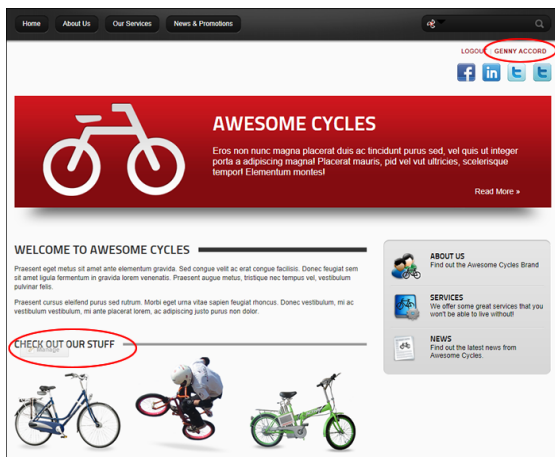 Home About Us Our Services News & Promotions
LOGOUT GENNY ACCORD
AWESOME CYCLES
Eros non nunc magna placerat duis ac tincidunt purus sed, vel quis ut integer
porta a adipiscing magna! Placerat mauris, pid vel vut ultricies, scelerisque
tempor! Elementum montes!
Read More »
WELCOME TO AWESOME CYCLES
Praesent eget metus sit amet ante elementum gravida. Sed congue velit ac erat congue facilisis. Donec feugiat sem
sit amet ligula fermentum in gravida lorem venenatis. Praesent augue metus, tristique nec tempus vel, vestibulum
pulvinar felis.
Praesent cursus eleifend purus sed rutrum. Morbi eget urna vitae sapien feugiat rhoncus. Donec vestibulum, mi ac
vestibulum vestibulum, mi ante placerat lorem, ac adipiscing justo purus non dolor.
CHECK OUT OUR STUFF
Manage
ABOUT US
Find out the Awesome Cycles Brand
SERVICES
We offer some great services that you
won't be able to live without!
NEWS
Find out the latest news from
Awesome Cycles.